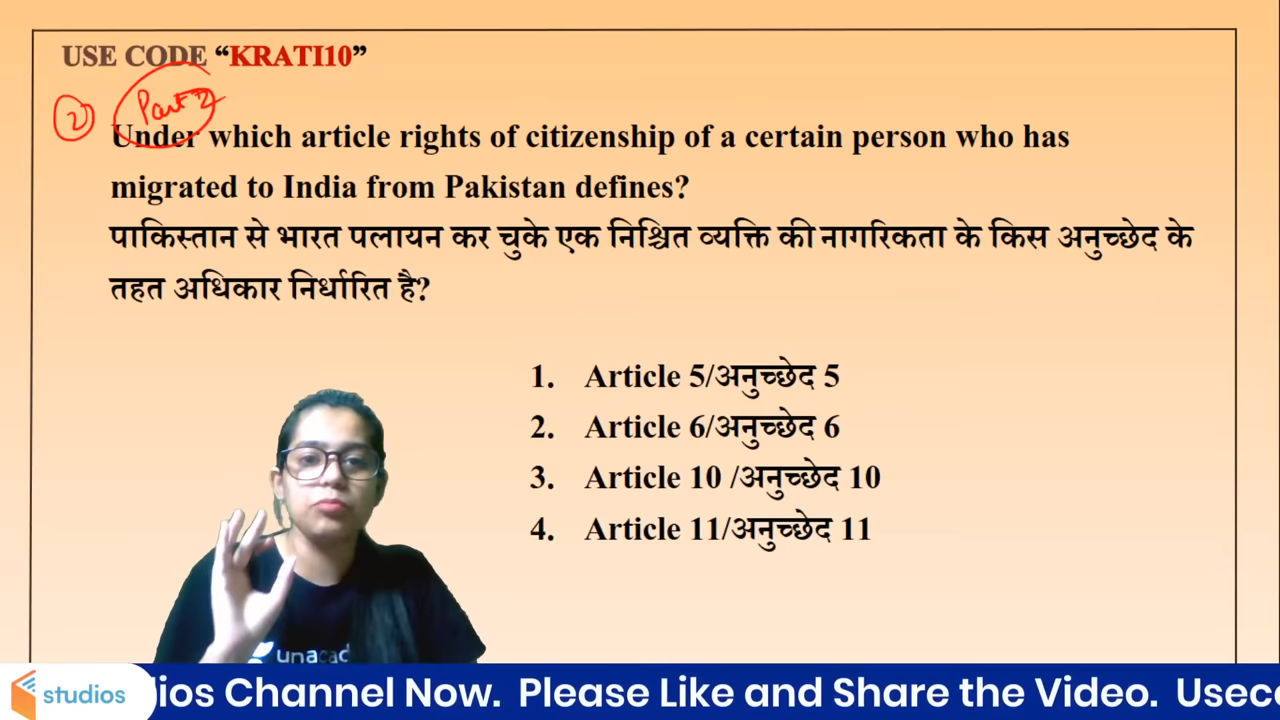 USE CODE “KRATI10”
2
Part 2
Under which article rights of citizenship of a certain person who has
migrated to India from Pakistan defines?
पाकिस्तान से भारत पलायन कर चुके एक निश्चित व्यक्ति की नागरिकता के किस अनुच्छेद के
तहत अधिकार निर्धारित है?
1. Article 5/अनुच्छेद 5
2. Article 6/अनुच्छेद 6
3. Article 10 /अनुच्छेद 10
4. Article 11/अनुच्छेद 11
unacad
studios
dios Channel Now. Please Like and Share the Video. Usec